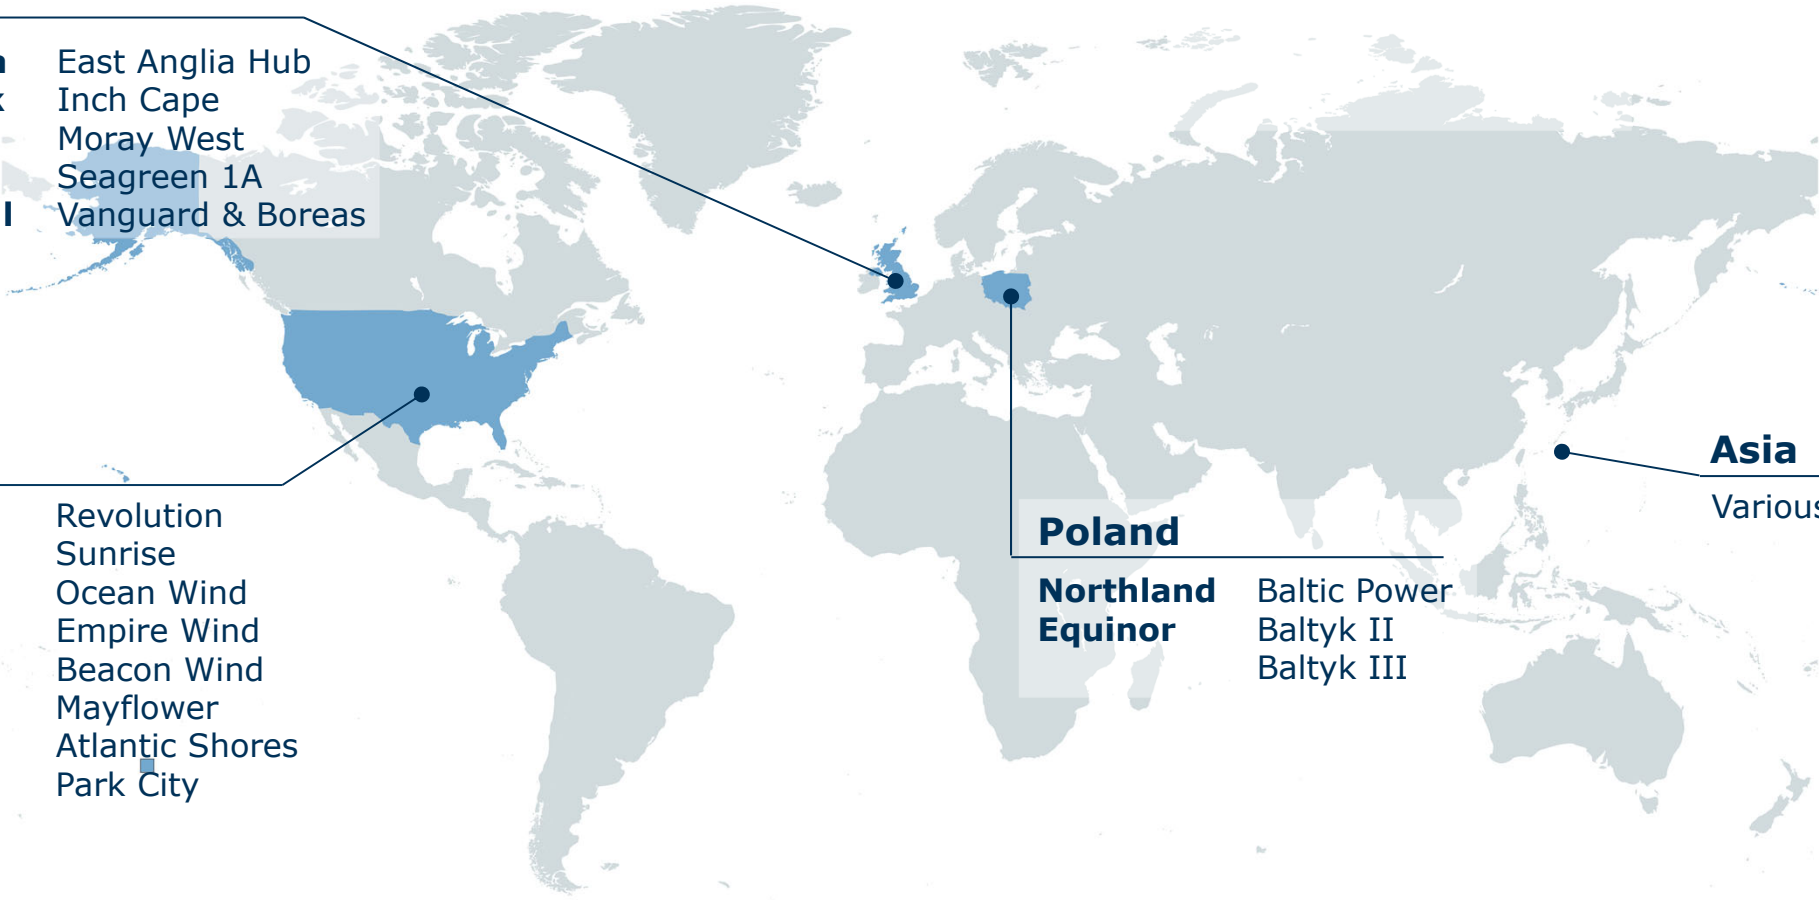 East Anglia Hub
Inch Cape
Moray West
Seagreen 1A
Vanguard & Boreas
Revolution
Sunrise
Ocean Wind
Empire Wind
Beacon Wind
Mayflower
Atlantic Shores
Park City
Poland
Northland Baltic Power
Equinor Baltyk II
Baltyk III
Asia
Various